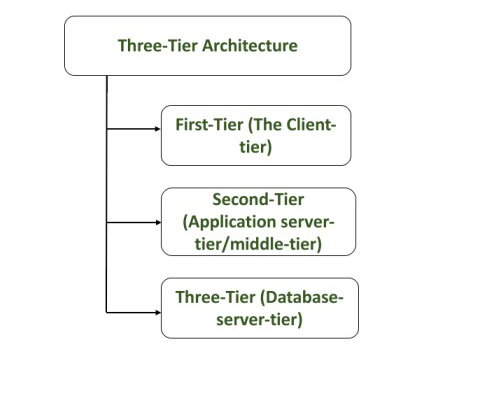 Three-Tier Architecture
First-Tier (The Client-
tier)
Second-Tier
(Application server-
tier/middle-tier)
Three-Tier (Database-
server-tier)